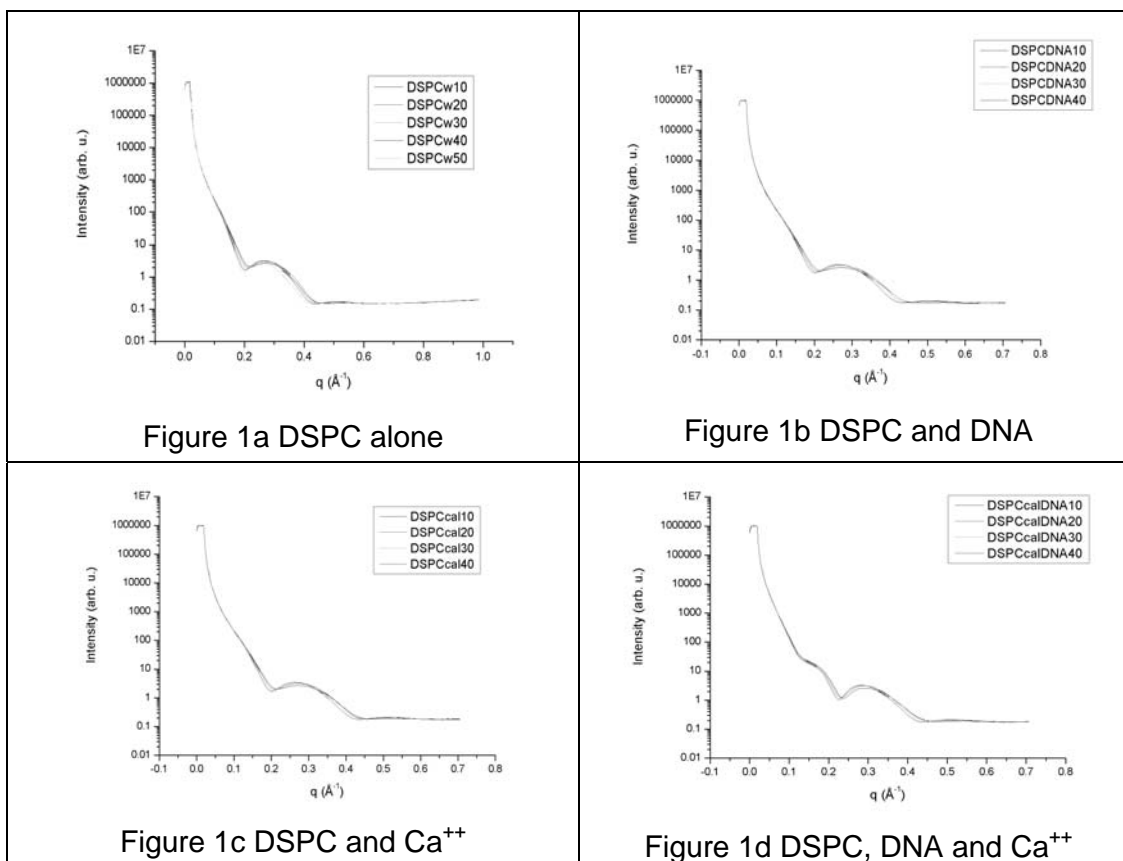 1E7
1000000
100000
10000
1000
100
10
1
0.1
0.01
Intensity (arb. u.)
DSPCw10
DSPCw20
DSPCw30
DSPCw40
DSPCw50
0.0 0.2 0.4 0.6 0.8 1.0
q (Å⁻¹)
Figure 1a DSPC alone
1E7
1000000
100000
10000
1000
100
10
1
0.1
0.01
Intensity (arb. u.)
DSPCDNA10
DSPCDNA20
DSPCDNA30
DSPCDNA40
-0.1 0.0 0.1 0.2 0.3 0.4 0.5 0.6 0.7 0.8
q (Å⁻¹)
Figure 1b DSPC and DNA
1E7
1000000
100000
10000
1000
100
10
1
0.1
0.01
Intensity (arb. u.)
DSPCcal10
DSPCcal20
DSPCcal30
DSPCcal40
-0.1 0.0 0.1 0.2 0.3 0.4 0.5 0.6 0.7 0.8
q (Å⁻¹)
Figure 1c DSPC and Ca⁺⁺
1E7
1000000
100000
10000
1000
100
10
1
0.1
0.01
Intensity (arb. u.)
DSPCcalDNA10
DSPCcalDNA20
DSPCcalDNA30
DSPCcalDNA40
-0.1 0.0 0.1 0.2 0.3 0.4 0.5 0.6 0.7 0.8
q (Å⁻¹)
Figure 1d DSPC, DNA and Ca⁺⁺